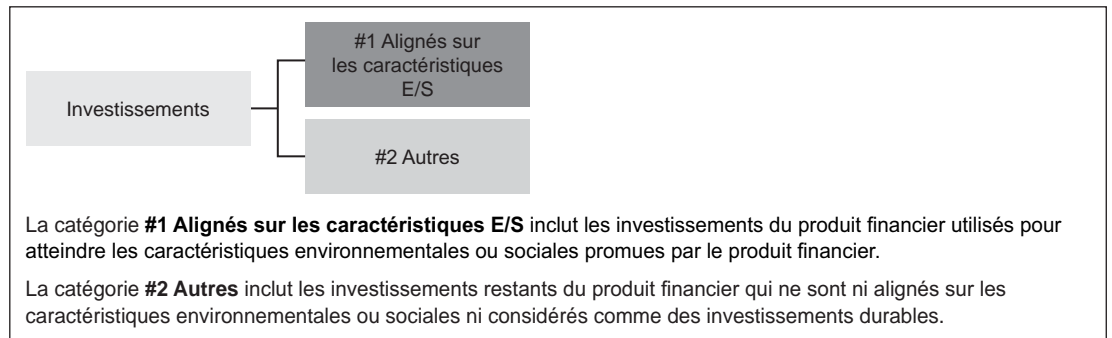 #1 Alignés sur
les caractéristiques
E/S
Investissements
#2 Autres
La catégorie #1 Alignés sur les caractéristiques E/S inclut les investissements du produit financier utilisés pour
atteindre les caractéristiques environnementales ou sociales promues par le produit financier.
La catégorie #2 Autres inclut les investissements restants du produit financier qui ne sont ni alignés sur les
caractéristiques environnementales ou sociales ni considérés comme des investissements durables.